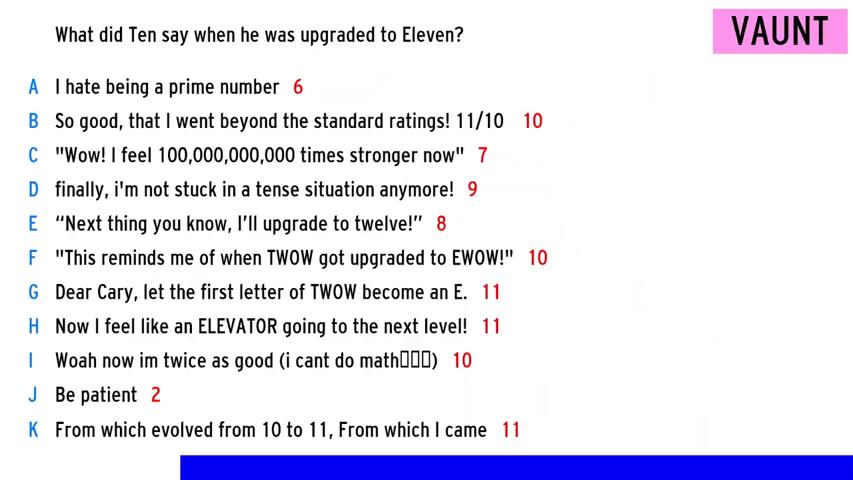 What did Ten say when he was upgraded to Eleven?
VAUNT
A I hate being a prime number 6
B So good, that I went beyond the standard ratings! 11/10 10
C "Wow! I feel 100,000,000,000 times stronger now" 7
D finally, i'm not stuck in a tense situation anymore! 9
E “Next thing you know, I’ll upgrade to twelve!” 8
F "This reminds me of when TWOW got upgraded to EWOW!" 10
G Dear Cary, let the first letter of TWOW become an E. 11
H Now I feel like an ELEVATOR going to the next level! 11
I Woah now im twice as good (i cant do math▯▯▯) 10
J Be patient 2
K From which evolved from 10 to 11, From which I came 11